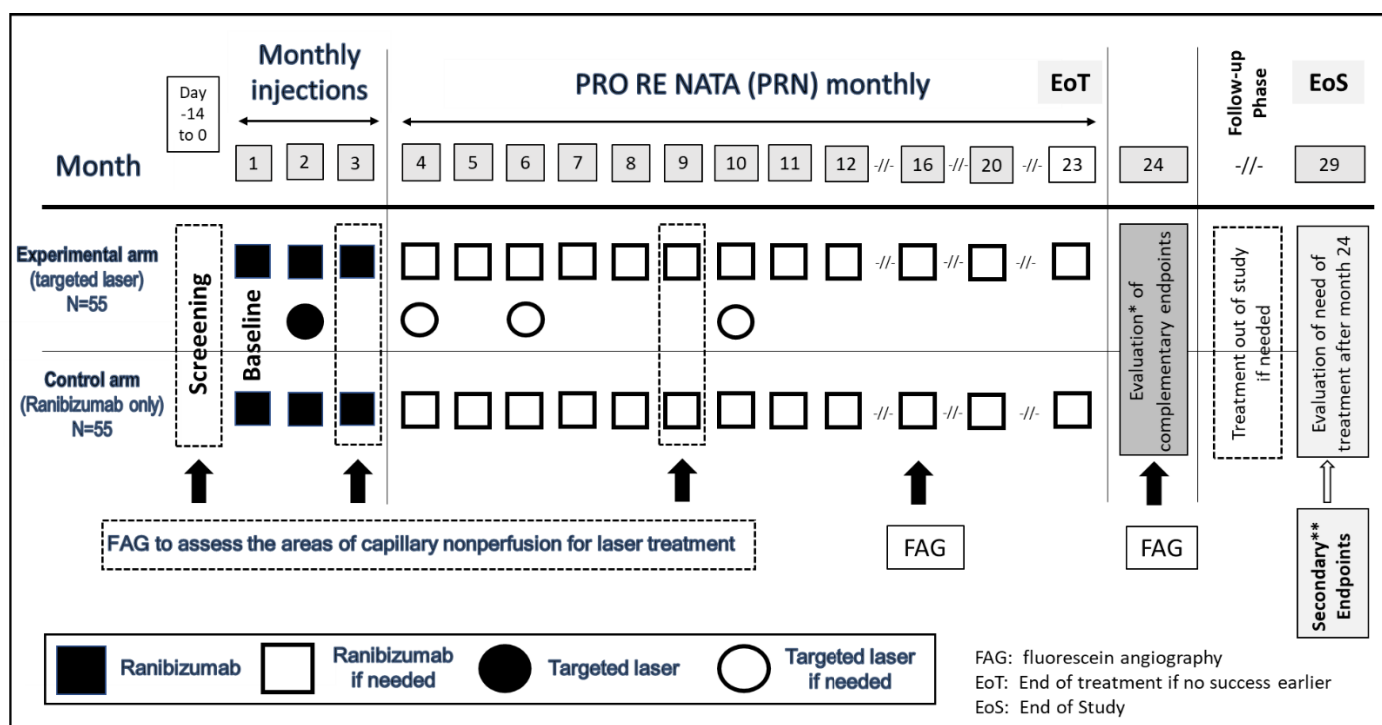 Monthly
injections
PRO RE NATA (PRN) monthly
EoT
Follow-up
Phase
EoS
Day
-14
to 0
Month
1 2 3 4 5 6 7 8 9 10 11 12 -//- 16 -//- 20 -//- 23 24 -//- 29
Experimental arm
(targeted laser)
N=55
Screening
Baseline
-//- -//- -//-
Evaluation* of
complementary endpoints
Treatment out of study
if needed
Evaluation of need of
treatment after month 24
Control arm
(Ranibizumab only)
N=55
-//- -//- -//-
FAG to assess the areas of capillary nonperfusion for laser treatment
FAG
FAG
Secondary**
Endpoints
Ranibizumab
Ranibizumab
if needed
Targeted laser
Targeted laser
if needed
FAG: fluorescein angiography
EoT: End of treatment if no success earlier
EoS: End of Study